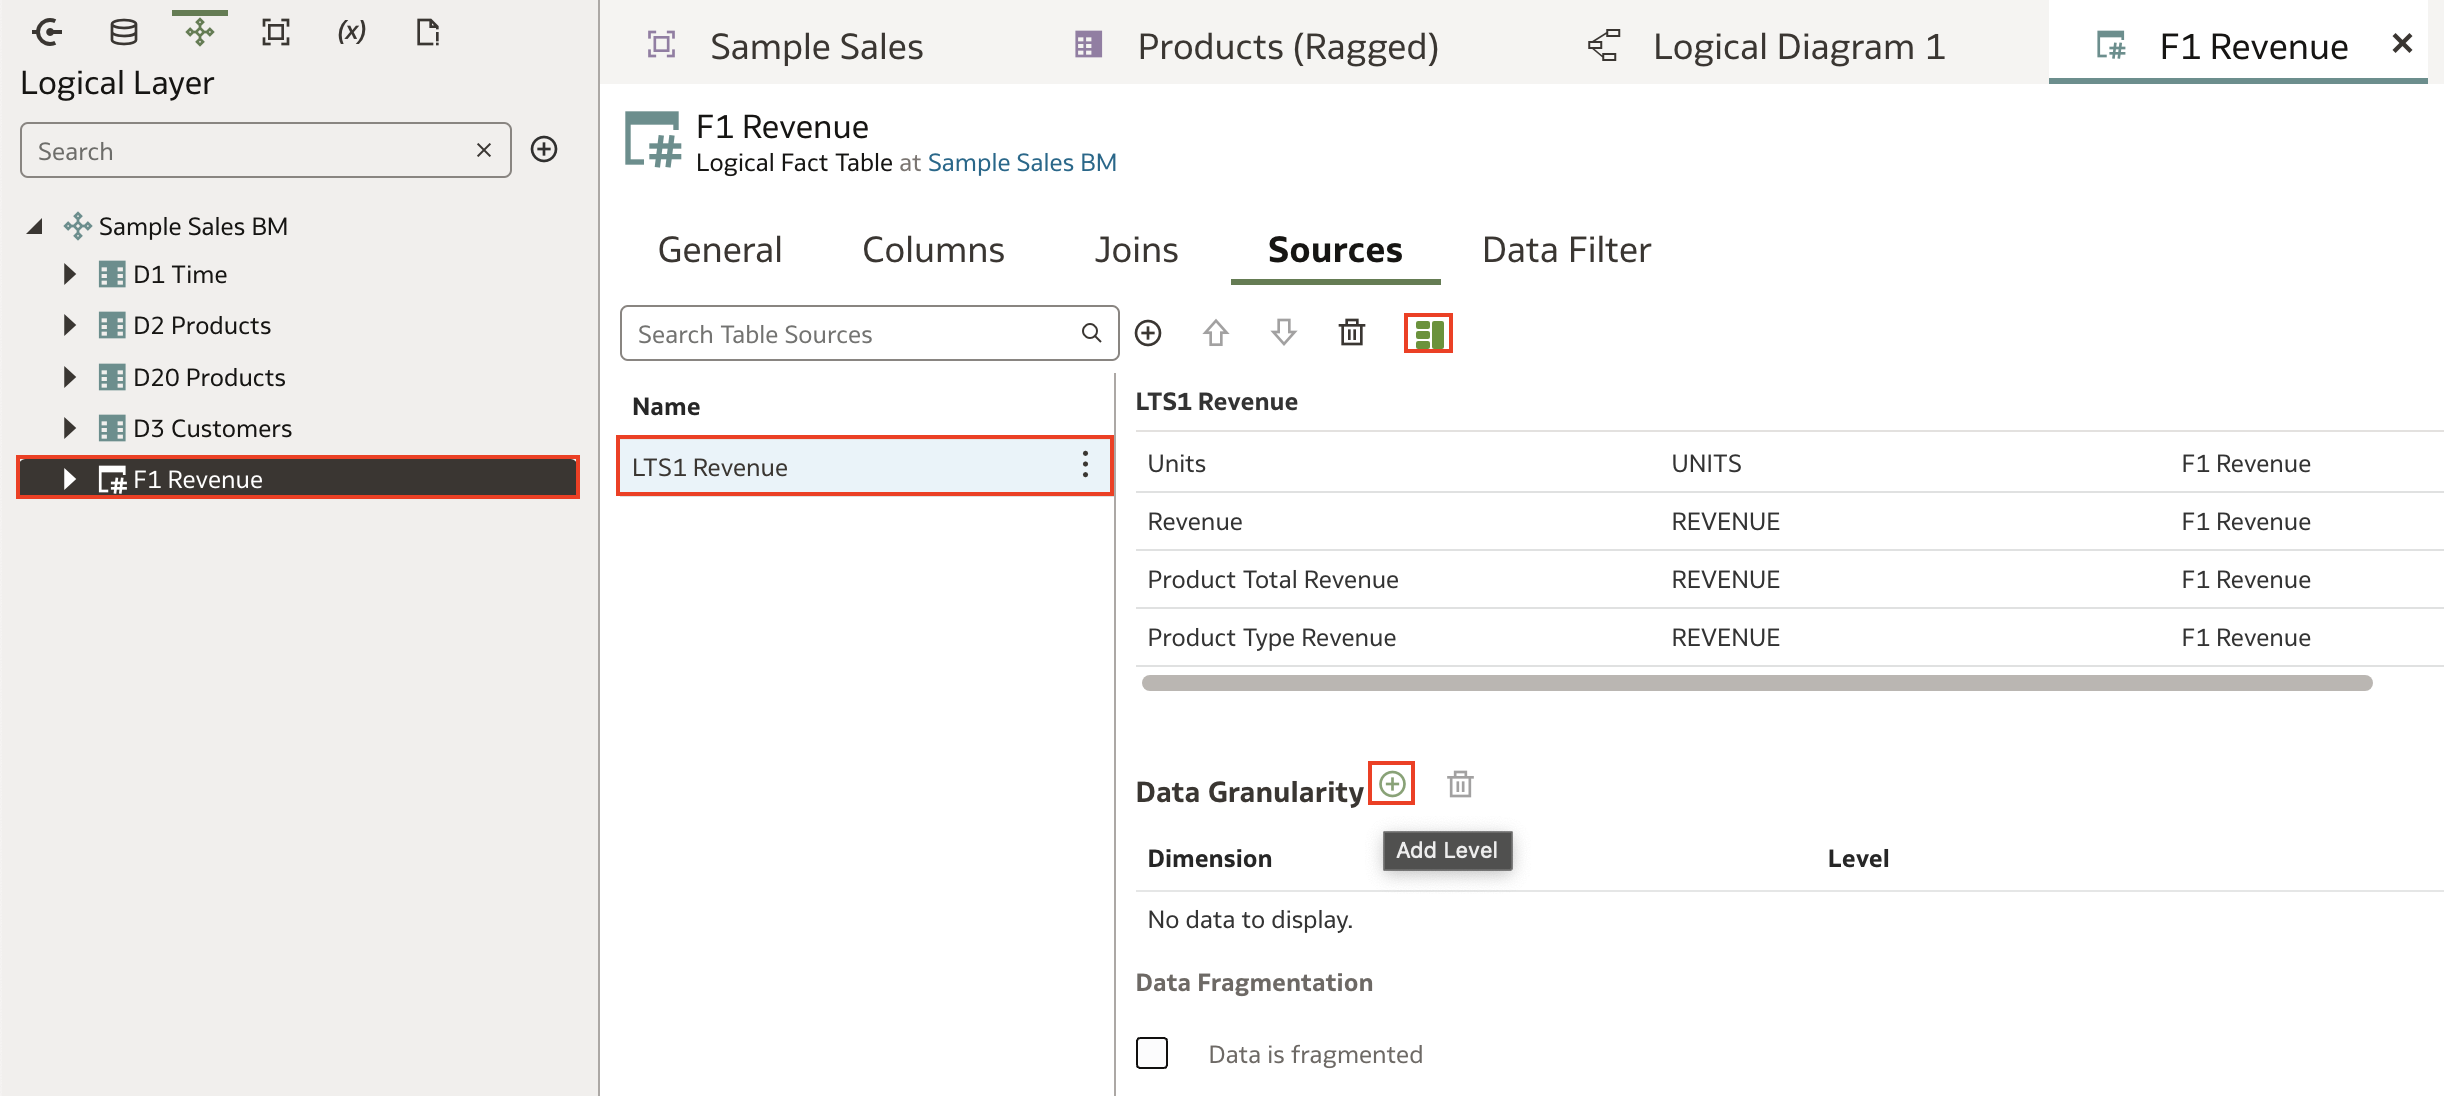 (x)
Logical Layer
Search
Sample Sales BM
D1 Time
D2 Products
D20 Products
D3 Customers
F1 Revenue
Sample Sales
Products (Ragged)
Logical Diagram 1
F1 Revenue
F1 Revenue
Logical Fact Table at Sample Sales BM
General Columns Joins Sources Data Filter
Search Table Sources
Name
LTS1 Revenue
LTS1 Revenue
Units UNITS F1 Revenue
Revenue REVENUE F1 Revenue
Product Total Revenue REVENUE F1 Revenue
Product Type Revenue REVENUE F1 Revenue
Data Granularity
Add Level
Dimension Level
No data to display.
Data Fragmentation
Data is fragmented